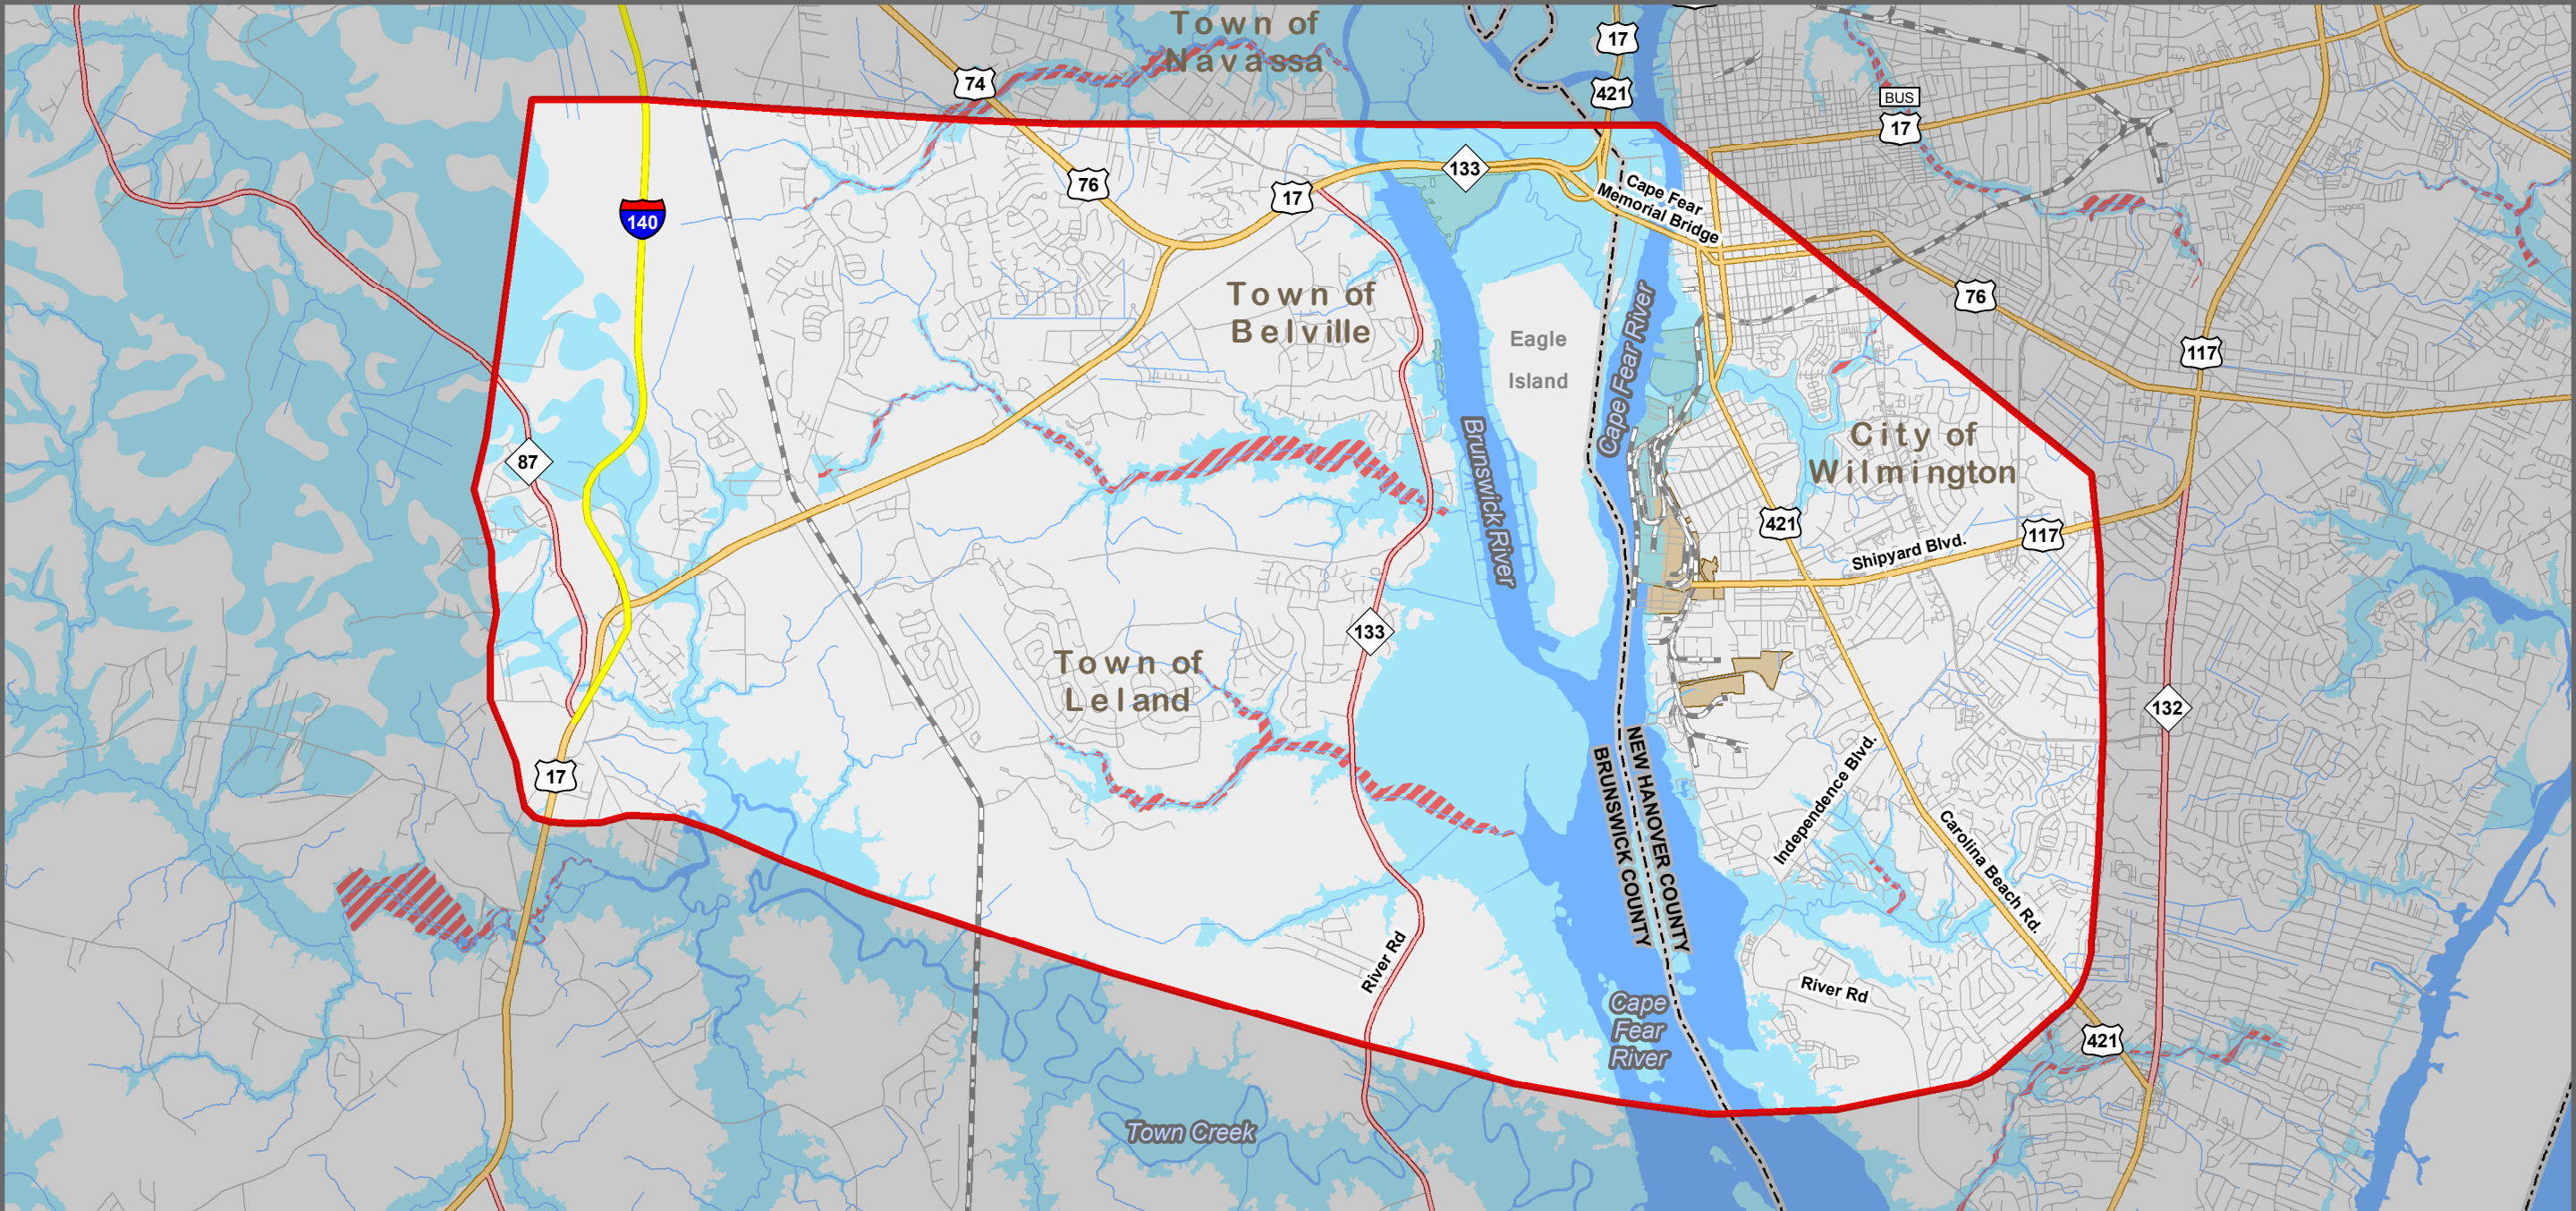 Town of
Navassa
17
74
421
BUS
17
133
76
17
140
Cape Fear
Memorial Bridge
Town of
Belville
76
Eagle
Island
Cape Fear River
117
City of
Wilmington
87
Brunswick River
421
117
Shipyard Blvd.
133
Town of
Leland
132
17
NEW HANOVER COUNTY
BRUNSWICK COUNTY
Independence Blvd.
Carolina Beach Rd.
River Rd
River Rd
Cape
Fear
River
421
Town Creek